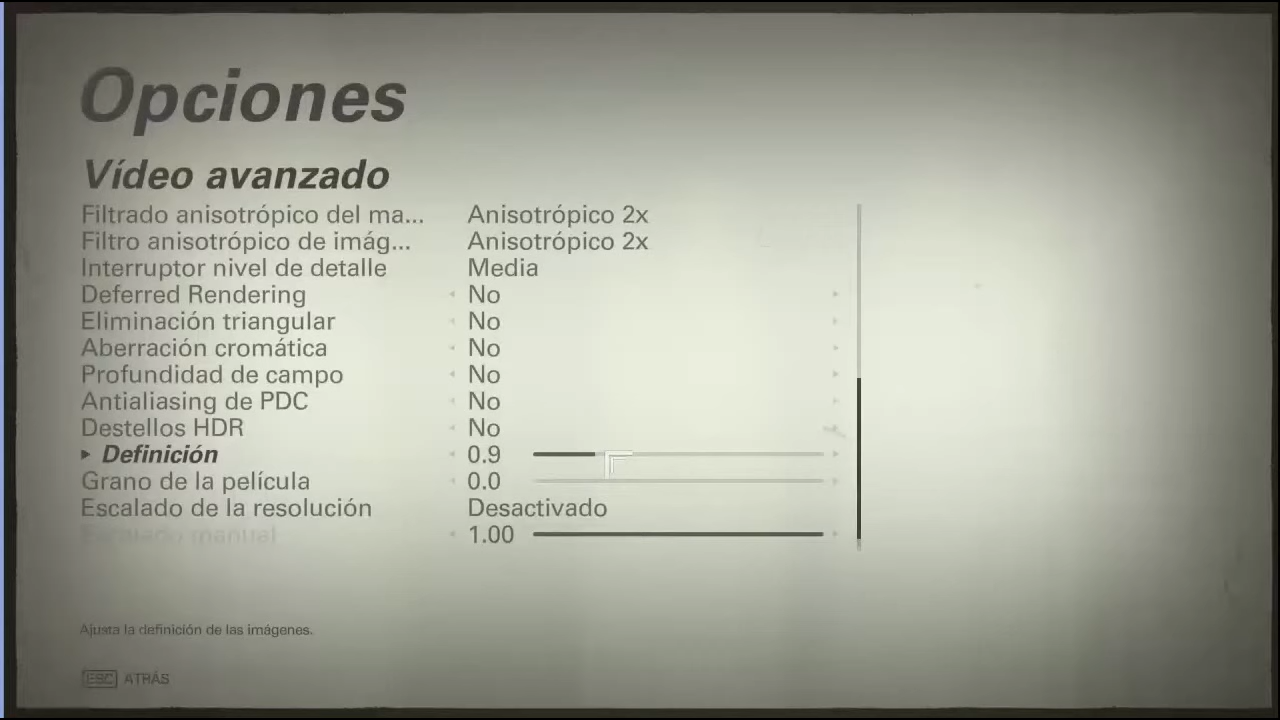 Opciones
Vídeo avanzado
Filtrado anisotrópico del ma... Anisotrópico 2x
Filtro anisotrópico de imág... Anisotrópico 2x
Interruptor nivel de detalle Media
Deferred Rendering No
Eliminación triangular No
Aberración cromática No
Profundidad de campo No
Antialiasing de PDC No
Destellos HDR No
Definición 0.9
Grano de la película 0.0
Escalado de la resolución Desactivado
Escalado manual 1.00
Ajusta la definición de las imágenes.
ESC ATRÁS